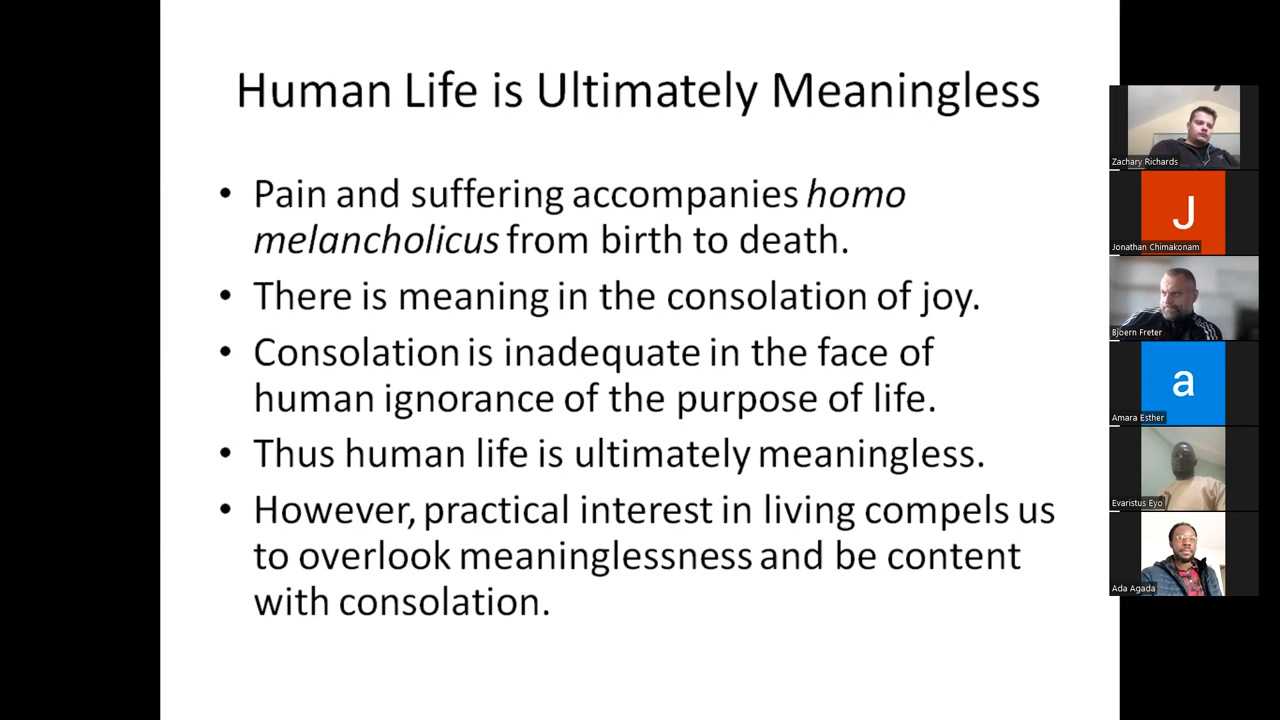 Human Life is Ultimately Meaningless
• Pain and suffering accompanies homo
melancholicus from birth to death.
• There is meaning in the consolation of joy.
• Consolation is inadequate in the face of
human ignorance of the purpose of life.
• Thus human life is ultimately meaningless.
• However, practical interest in living compels us
to overlook meaninglessness and be content
with consolation.
Zachary Richards
J
Jonathan Chimakonam
Bjoern Freter
a
Amara Esther
Evaristus Eyo
Ada Agada